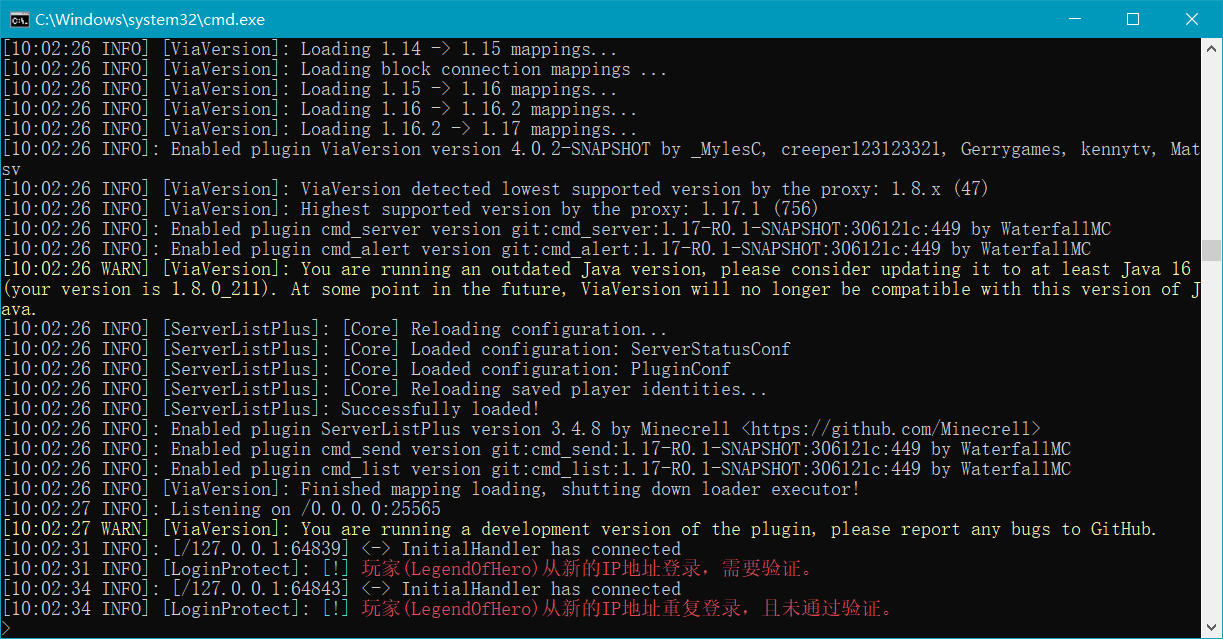 C:\Windows\system32\cmd.exe
[10:02:26 INFO] [ViaVersion]: Loading 1.14 -> 1.15 mappings...
[10:02:26 INFO] [ViaVersion]: Loading block connection mappings ...
[10:02:26 INFO] [ViaVersion]: Loading 1.15 -> 1.16 mappings...
[10:02:26 INFO] [ViaVersion]: Loading 1.16 -> 1.16.2 mappings...
[10:02:26 INFO] [ViaVersion]: Loading 1.16.2 -> 1.17 mappings...
[10:02:26 INFO]: Enabled plugin ViaVersion version 4.0.2-SNAPSHOT by _MylesC, creeper123123321, Gerrygames, kennytv, Mat
sv
[10:02:26 INFO] [ViaVersion]: ViaVersion detected lowest supported version by the proxy: 1.8.x (47)
[10:02:26 INFO] [ViaVersion]: Highest supported version by the proxy: 1.17.1 (756)
[10:02:26 INFO]: Enabled plugin cmd_server version git:cmd_server:1.17-R0.1-SNAPSHOT:306121c:449 by WaterfallMC
[10:02:26 INFO]: Enabled plugin cmd_alert version git:cmd_alert:1.17-R0.1-SNAPSHOT:306121c:449 by WaterfallMC
[10:02:26 WARN] [ViaVersion]: You are running an outdated Java version, please consider updating it to at least Java 16
(your version is 1.8.0_211). At some point in the future, ViaVersion will no longer be compatible with this version of J
ava.
[10:02:26 INFO] [ServerListPlus]: [Core] Reloading configuration...
[10:02:26 INFO] [ServerListPlus]: [Core] Loaded configuration: ServerStatusConf
[10:02:26 INFO] [ServerListPlus]: [Core] Loaded configuration: PluginConf
[10:02:26 INFO] [ServerListPlus]: [Core] Reloading saved player identities...
[10:02:26 INFO] [ServerListPlus]: Successfully loaded!
[10:02:26 INFO]: Enabled plugin ServerListPlus version 3.4.8 by Minecrell <https://github.com/Minecrell>
[10:02:26 INFO]: Enabled plugin cmd_send version git:cmd_send:1.17-R0.1-SNAPSHOT:306121c:449 by WaterfallMC
[10:02:26 INFO]: Enabled plugin cmd_list version git:cmd_list:1.17-R0.1-SNAPSHOT:306121c:449 by WaterfallMC
[10:02:26 INFO] [ViaVersion]: Finished mapping loading, shutting down loader executor!
[10:02:27 INFO]: Listening on /0.0.0.0:25565
[10:02:27 WARN] [ViaVersion]: You are running a development version of the plugin, please report any bugs to GitHub.
[10:02:31 INFO]: [/127.0.0.1:64839] <-> InitialHandler has connected
[10:02:31 INFO] [LoginProtect]: [!] 玩家(LegendOfHero)从新的IP地址登录，需要验证。
[10:02:34 INFO]: [/127.0.0.1:64843] <-> InitialHandler has connected
[10:02:34 INFO] [LoginProtect]: [!] 玩家(LegendOfHero)从新的IP地址重复登录，且未通过验证。
>